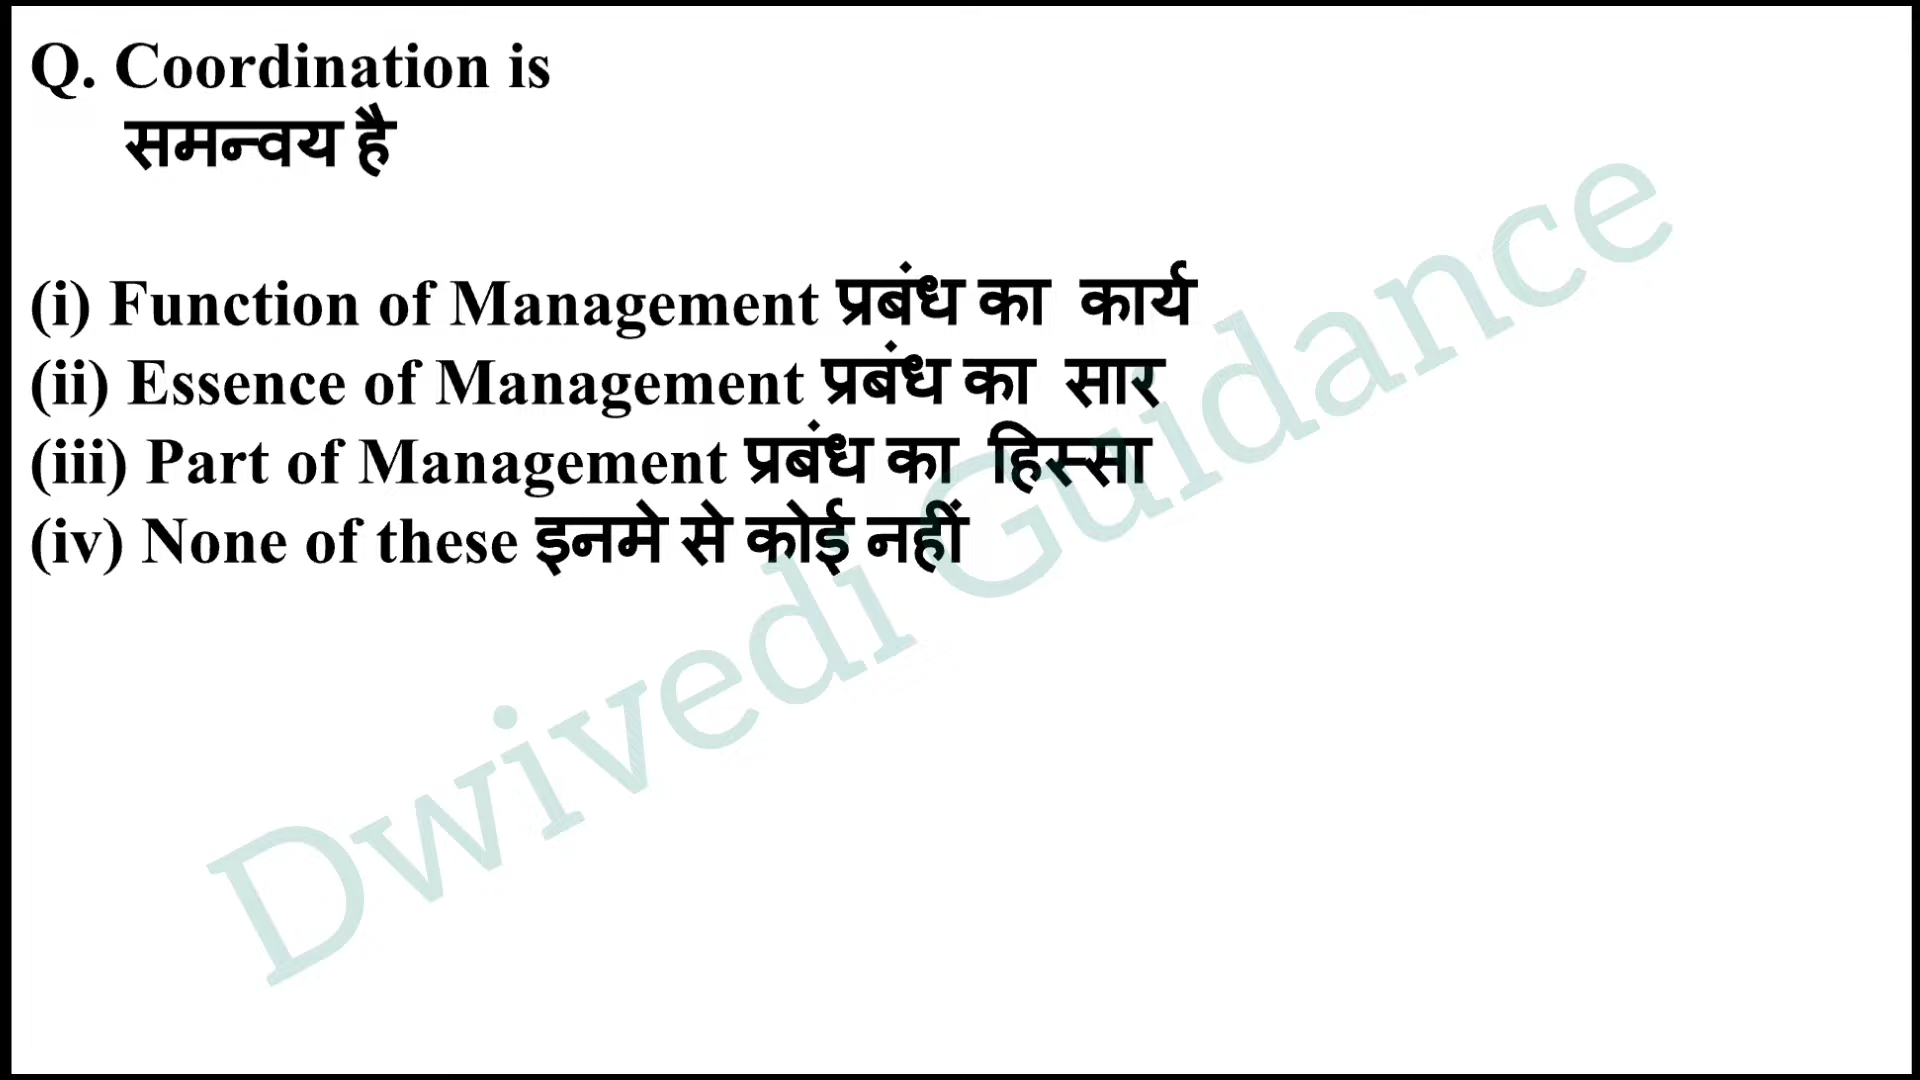 Q. Coordination is
समन्वय है
(i) Function of Management प्रबंध का कार्य
(ii) Essence of Management प्रबंध का सार
(iii) Part of Management प्रबंध का हिस्सा
(iv) None of these इनमे से कोई नहीं
Dwivedi Guidance